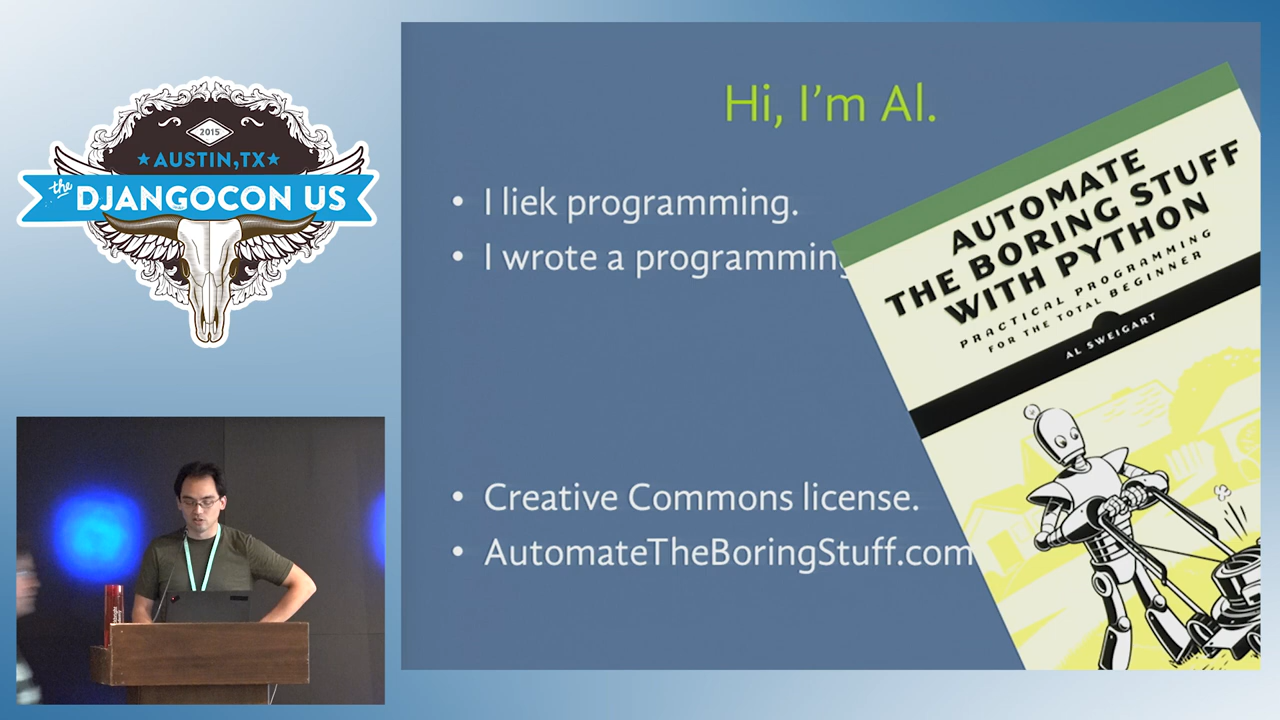 2015
AUSTIN,TX
the
DJANGOCON US
Hi, I'm Al.
• I liek programming.
• I wrote a programming
• Creative Commons license.
• AutomateTheBoringStuff.com
AUTOMATE
THE BORING STUFF
WITH PYTHON
PRACTICAL PROGRAMMING
FOR THE TOTAL BEGINNER
AL SWEIGART